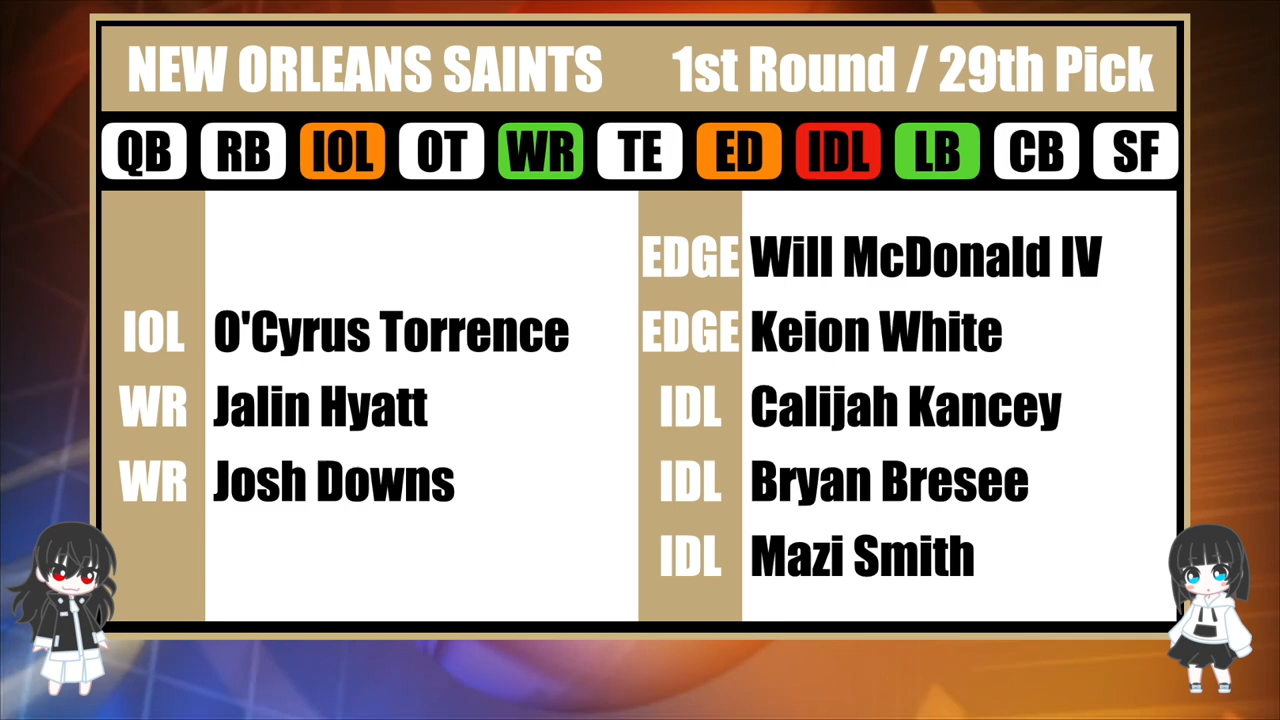 NEW ORLEANS SAINTS 1st Round / 29th Pick
QB RB IOL OT WR TE ED IDL LB CB SF
IOL O'Cyrus Torrence
WR Jalin Hyatt
WR Josh Downs
EDGE Will McDonald IV
EDGE Keion White
IDL Calijah Kancey
IDL Bryan Bresee
IDL Mazi Smith